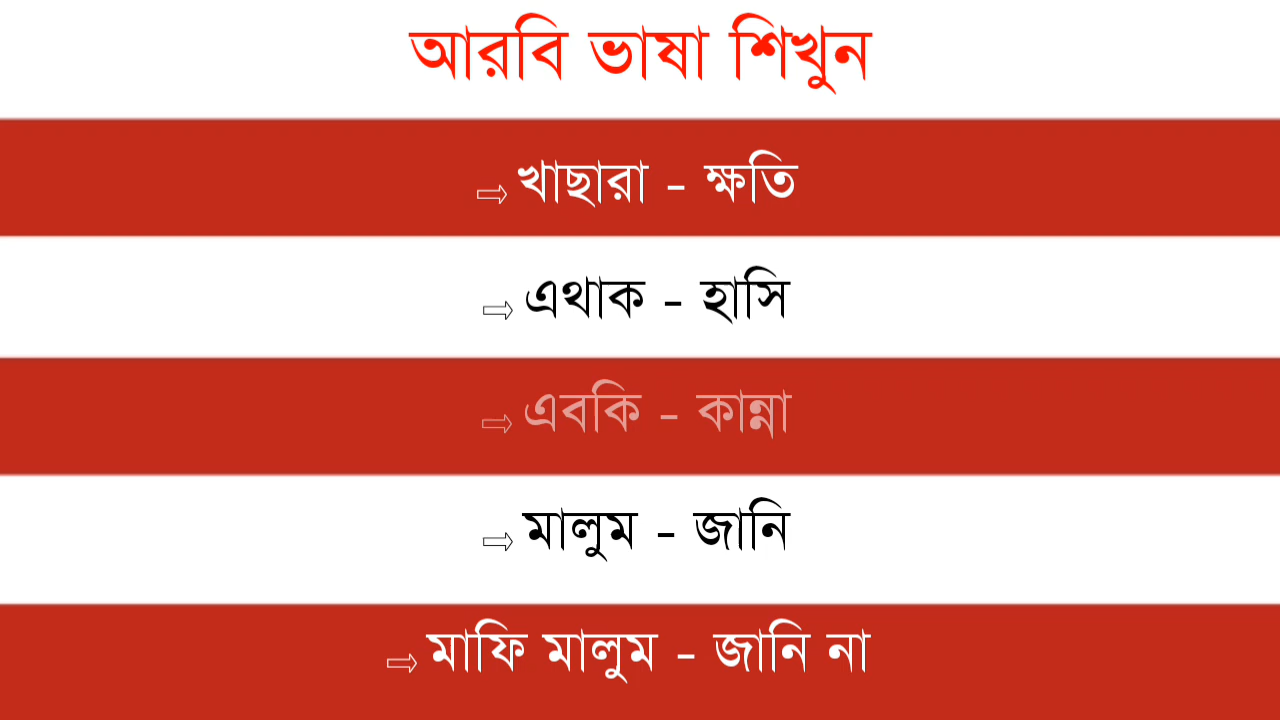 আরবি ভাষা শিখুন
⇨ খাছারা - ক্ষতি
⇨ এথাক - হাসি
⇨ এবকি - কান্না
⇨ মালুম - জানি
⇨ মাফি মালুম - জানি না